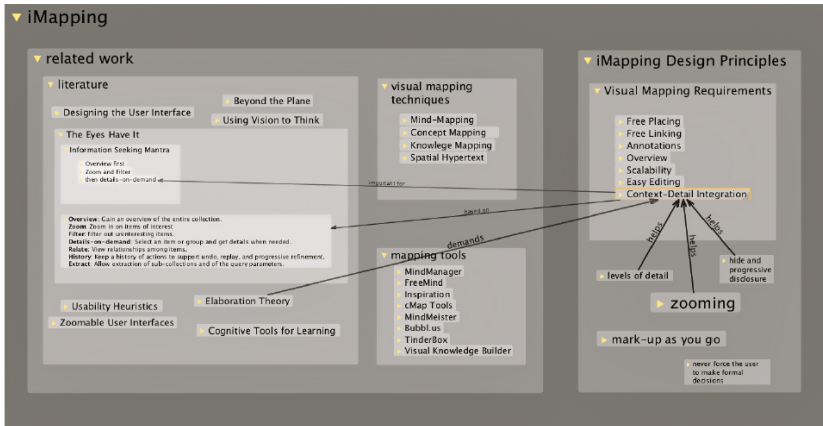 iMapping
related work
literature
Designing the User Interface
Beyond the Plane
Using Vision to Think
The Eyes Have It
Information Seeking Mantra
Overview first
Zoom and filter
then details-on-demand
Overview: Gain an overview of the entire collection.
Zoom: Zoom in on items of interest
Filter: filter out uninteresting items.
Details-on-demand: Select an item or group and get details when needed.
Relate: View relationships among items.
History: Keep a history of actions to support undo, replay, and progressive refinement.
Extract: Allow extraction of sub-collections and of the query parameters.
Usability Heuristics
Elaboration Theory
Zoomable User Interfaces
Cognitive Tools for Learning
visual mapping
techniques
Mind-Mapping
Concept Mapping
Knowlege Mapping
Spatial Hypertext
important for
based on
demands
mapping tools
MindManager
FreeMind
Inspiration
cMap Tools
MindMeister
Bubbl.us
TinderBox
Visual Knowledge Builder
iMapping Design Principles
Visual Mapping Requirements
Free Placing
Free Linking
Annotations
Overview
Scalability
Easy Editing
Context-Detail Integration
helps
helps
helps
levels of detail
hide and
progressive
disclosure
zooming
mark-up as you go
never force the user
to make formal
decisions